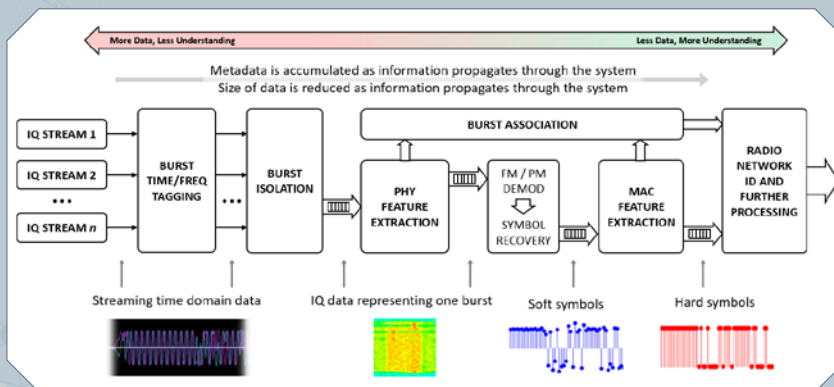 More Data, Less Understanding
Less Data, More Understanding
Metadata is accumulated as information propagates through the system
Size of data is reduced as information propagates through the system
IQ STREAM 1
IQ STREAM 2
•••
IQ STREAM n
BURST
TIME/FREQ
TAGGING
•••
BURST
ISOLATION
BURST ASSOCIATION
PHY
FEATURE
EXTRACTION
FM / PM
DEMOD
SYMBOL
RECOVERY
MAC
FEATURE
EXTRACTION
RADIO
NETWORK
ID AND
FURTHER
PROCESSING
Streaming time domain data
IQ data representing one burst
Soft symbols
Hard symbols